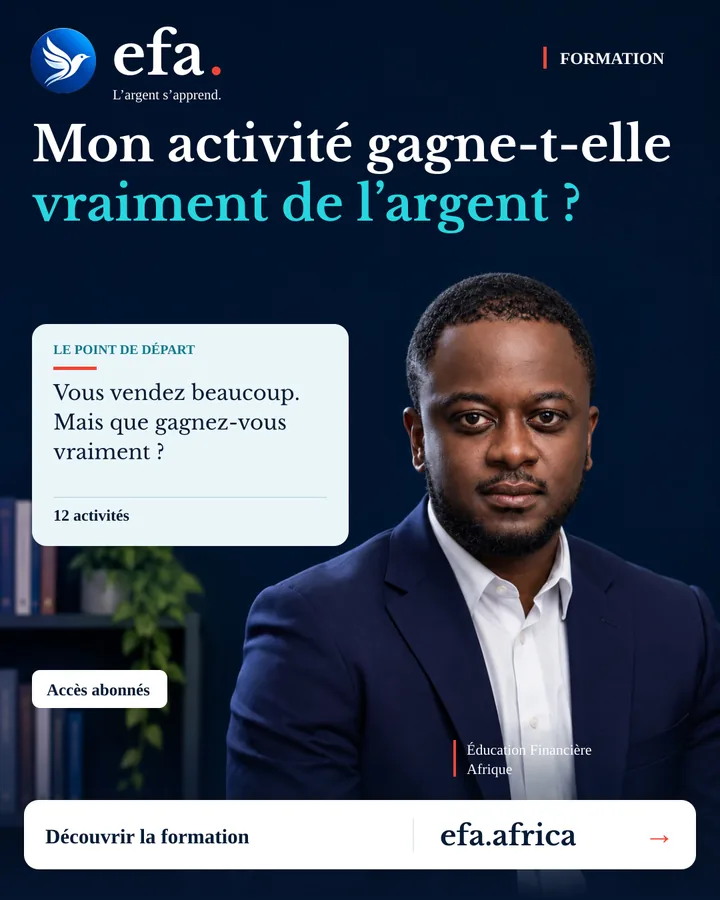 efa.
L’argent s’apprend.
FORMATION
Mon activité gagne-t-elle
vraiment de l’argent ?
LE POINT DE DÉPART
Vous vendez beaucoup.
Mais que gagnez-vous
vraiment ?
12 activités
Accès abonnés
Éducation Financière
Afrique
Découvrir la formation
efa.africa →